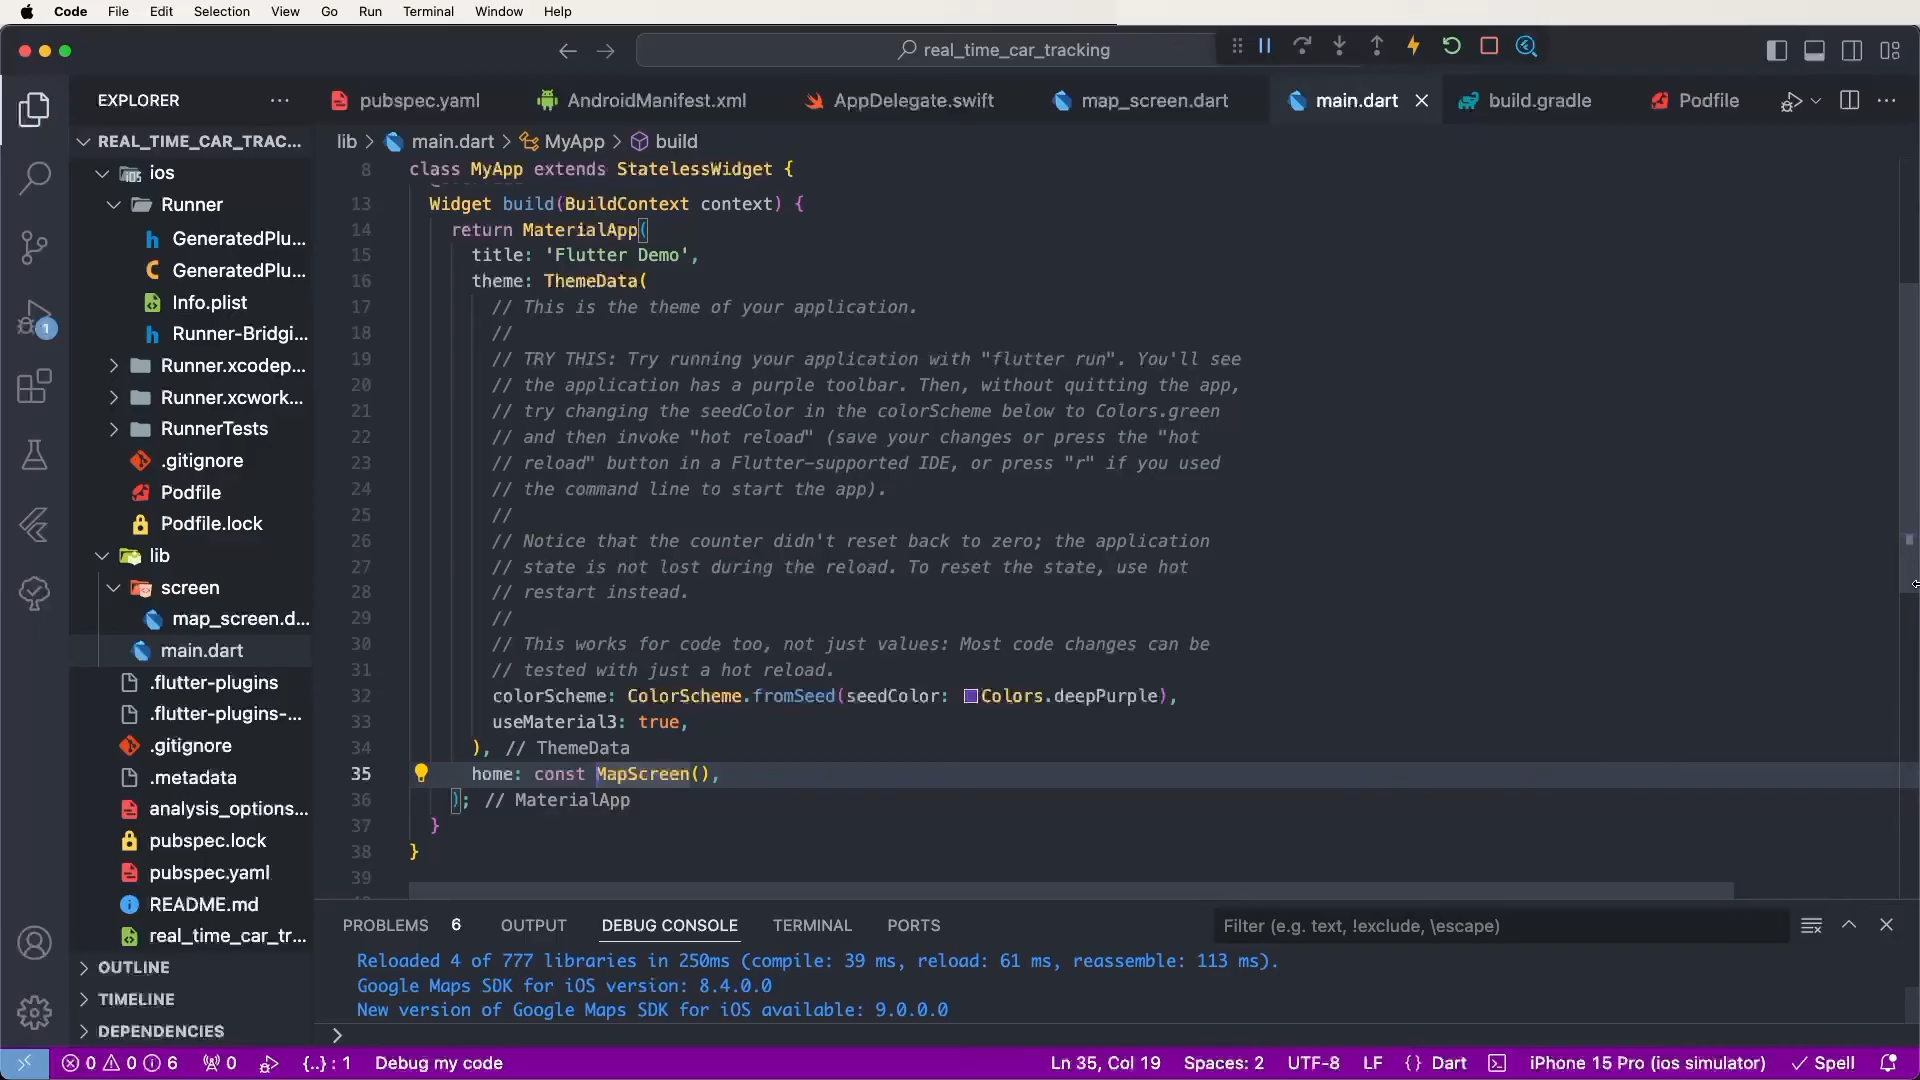 Code File Edit Selection View Go Run Terminal Window Help
real_time_car_tracking
EXPLORER
pubspec.yaml AndroidManifest.xml AppDelegate.swift map_screen.dart main.dart build.gradle Podfile
REAL_TIME_CAR_TRAC...
ios
Runner
GeneratedPlu...
GeneratedPlu...
Info.plist
Runner-Bridgi...
Runner.xcodep...
Runner.xcwork...
RunnerTests
.gitignore
Podfile
Podfile.lock
lib
screen
map_screen.d...
main.dart
.flutter-plugins
.flutter-plugins-...
.gitignore
.metadata
analysis_options...
pubspec.lock
pubspec.yaml
README.md
real_time_car_tr...
OUTLINE
TIMELINE
DEPENDENCIES
1
lib > main.dart > MyApp > build
8 class MyApp extends StatelessWidget {
13 Widget build(BuildContext context) {
14 return MaterialApp(
15 title: 'Flutter Demo',
16 theme: ThemeData(
17 // This is the theme of your application.
18 //
19 // TRY THIS: Try running your application with "flutter run". You'll see
20 // the application has a purple toolbar. Then, without quitting the app,
21 // try changing the seedColor in the colorScheme below to Colors.green
22 // and then invoke "hot reload" (save your changes or press the "hot
23 // reload" button in a Flutter-supported IDE, or press "r" if you used
24 // the command line to start the app).
25 //
26 // Notice that the counter didn't reset back to zero; the application
27 // state is not lost during the reload. To reset the state, use hot
28 // restart instead.
29 //
30 // This works for code too, not just values: Most code changes can be
31 // tested with just a hot reload.
32 colorScheme: ColorScheme.fromSeed(seedColor: Colors.deepPurple),
33 useMaterial3: true,
34 ), // ThemeData
35 home: const MapScreen(),
36 ); // MaterialApp
37 }
38 }
39
PROBLEMS 6 OUTPUT DEBUG CONSOLE TERMINAL PORTS Filter (e.g. text, !exclude, \escape)
Reloaded 4 of 777 libraries in 250ms (compile: 39 ms, reload: 61 ms, reassemble: 113 ms).
Google Maps SDK for iOS version: 8.4.0.0
New version of Google Maps SDK for iOS available: 9.0.0.0
>
0 0 6 0 {..} : 1 Debug my code Ln 35, Col 19 Spaces: 2 UTF-8 LF {} Dart iPhone 15 Pro (ios simulator) Spell